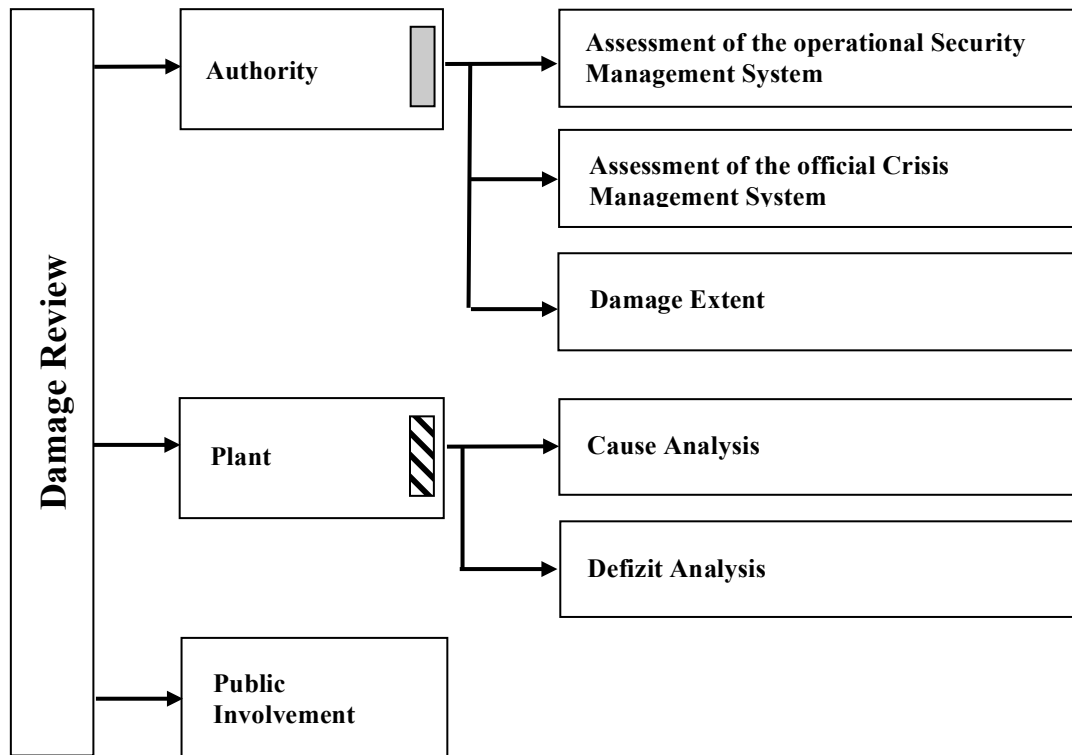 Damage Review
Authority
Assessment of the operational Security
Management System
Assessment of the official Crisis
Management System
Damage Extent
Plant
Cause Analysis
Defizit Analysis
Public
Involvement